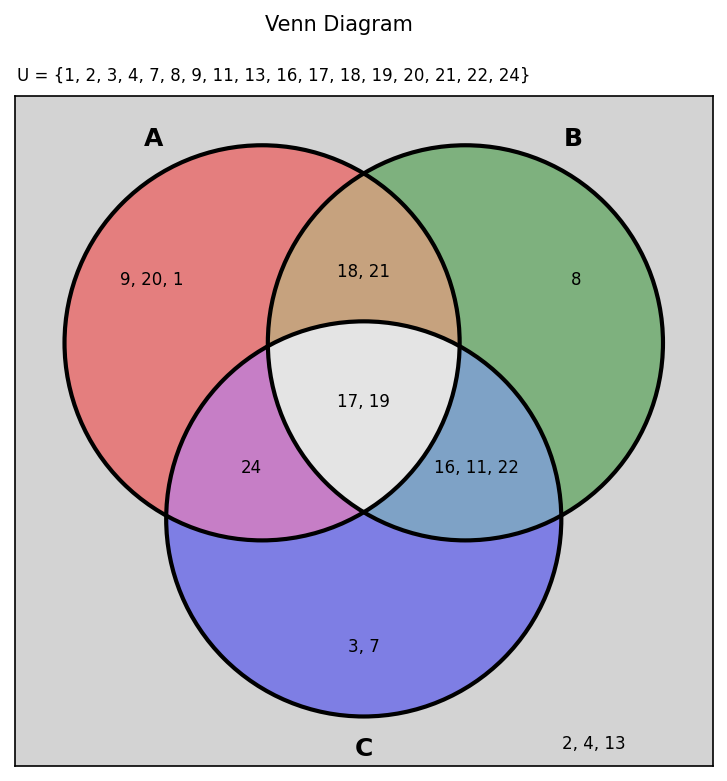 Venn Diagram
U = {1, 2, 3, 4, 7, 8, 9, 11, 13, 16, 17, 18, 19, 20, 21, 22, 24}
A
B
18, 21
9, 20, 1
8
17, 19
24
16, 11, 22
3, 7
2, 4, 13
C